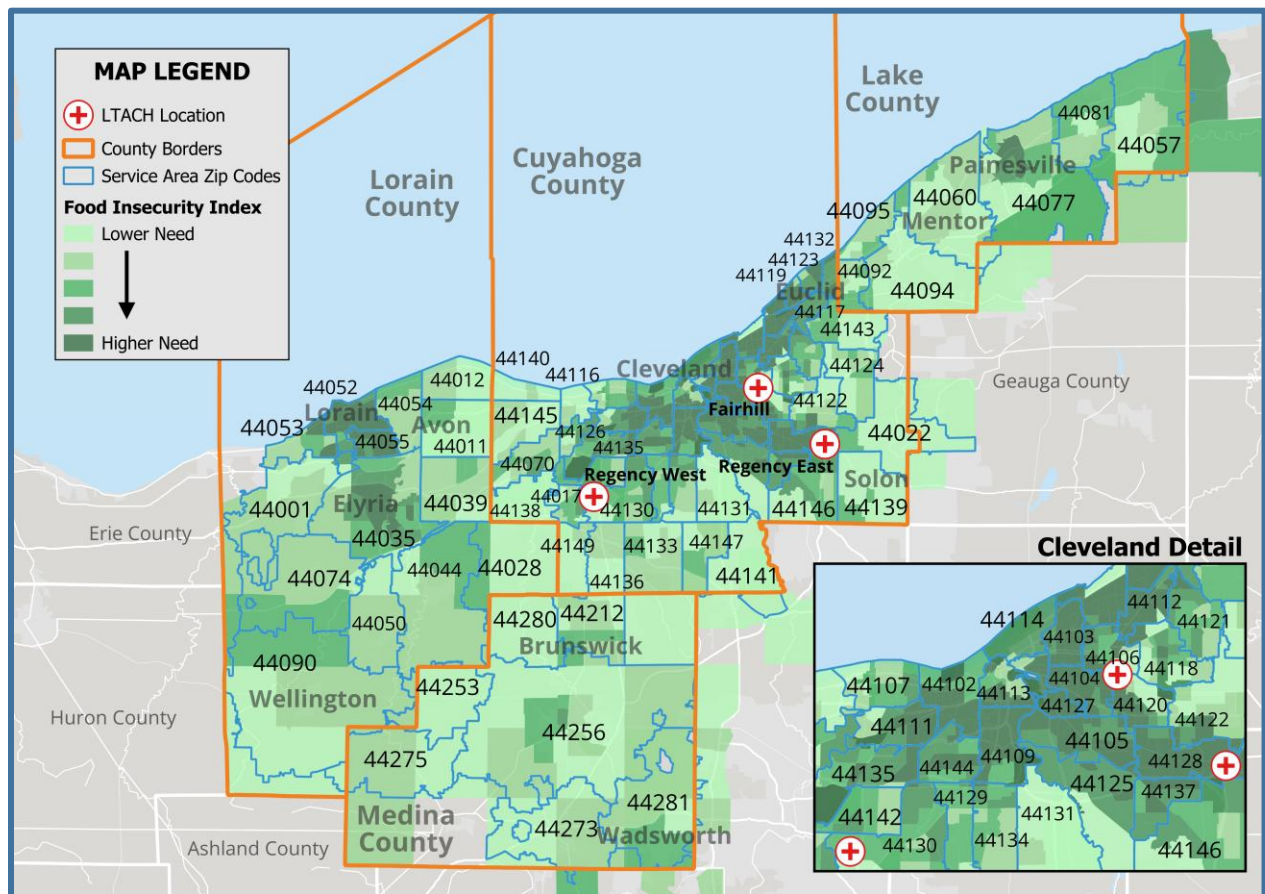 MAP LEGEND
LTACH Location
County Borders
Service Area Zip Codes
Food Insecurity Index
Lower Need
Higher Need
Lake
County
Cuyahoga
County
Lorain
County
44081
44057
Painesville
44060
44077
44095
Mentor
44132
44123
44119
44092
44094
Euclid
44117
44143
44140
44116
Cleveland
44124
Geauga County
44052
44012
44054
Lorain
44053
Avon
44145
44122
Fairhill
44055
44011
44126
44135
44022
44070
Regency West
Regency East
Solon
44001
Elyria
44039
44017
44138
44130
44131
44146
44139
Erie County
44035
44149
44133
44147
44074
44044
44028
44136
44141
44050
44280
44212
Brunswick
44090
44253
Wellington
Huron County
44256
44275
44281
Medina
County
44273
Wadsworth
Ashland County
Cleveland Detail
44114
44112
44103
44121
44106
44118
44107
44102
44113
44104
44127
44120
44122
44111
44105
44128
44135
44144
44109
44125
44137
44129
44142
44131
44130
44134
44146